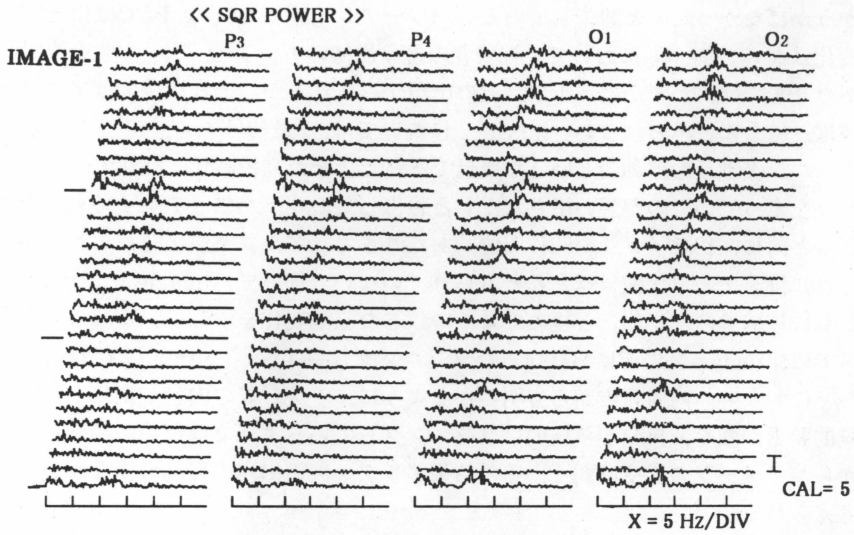 << SQR POWER >>
P3 P4 O1 O2
IMAGE-1
CAL= 5
X = 5 Hz/DIV